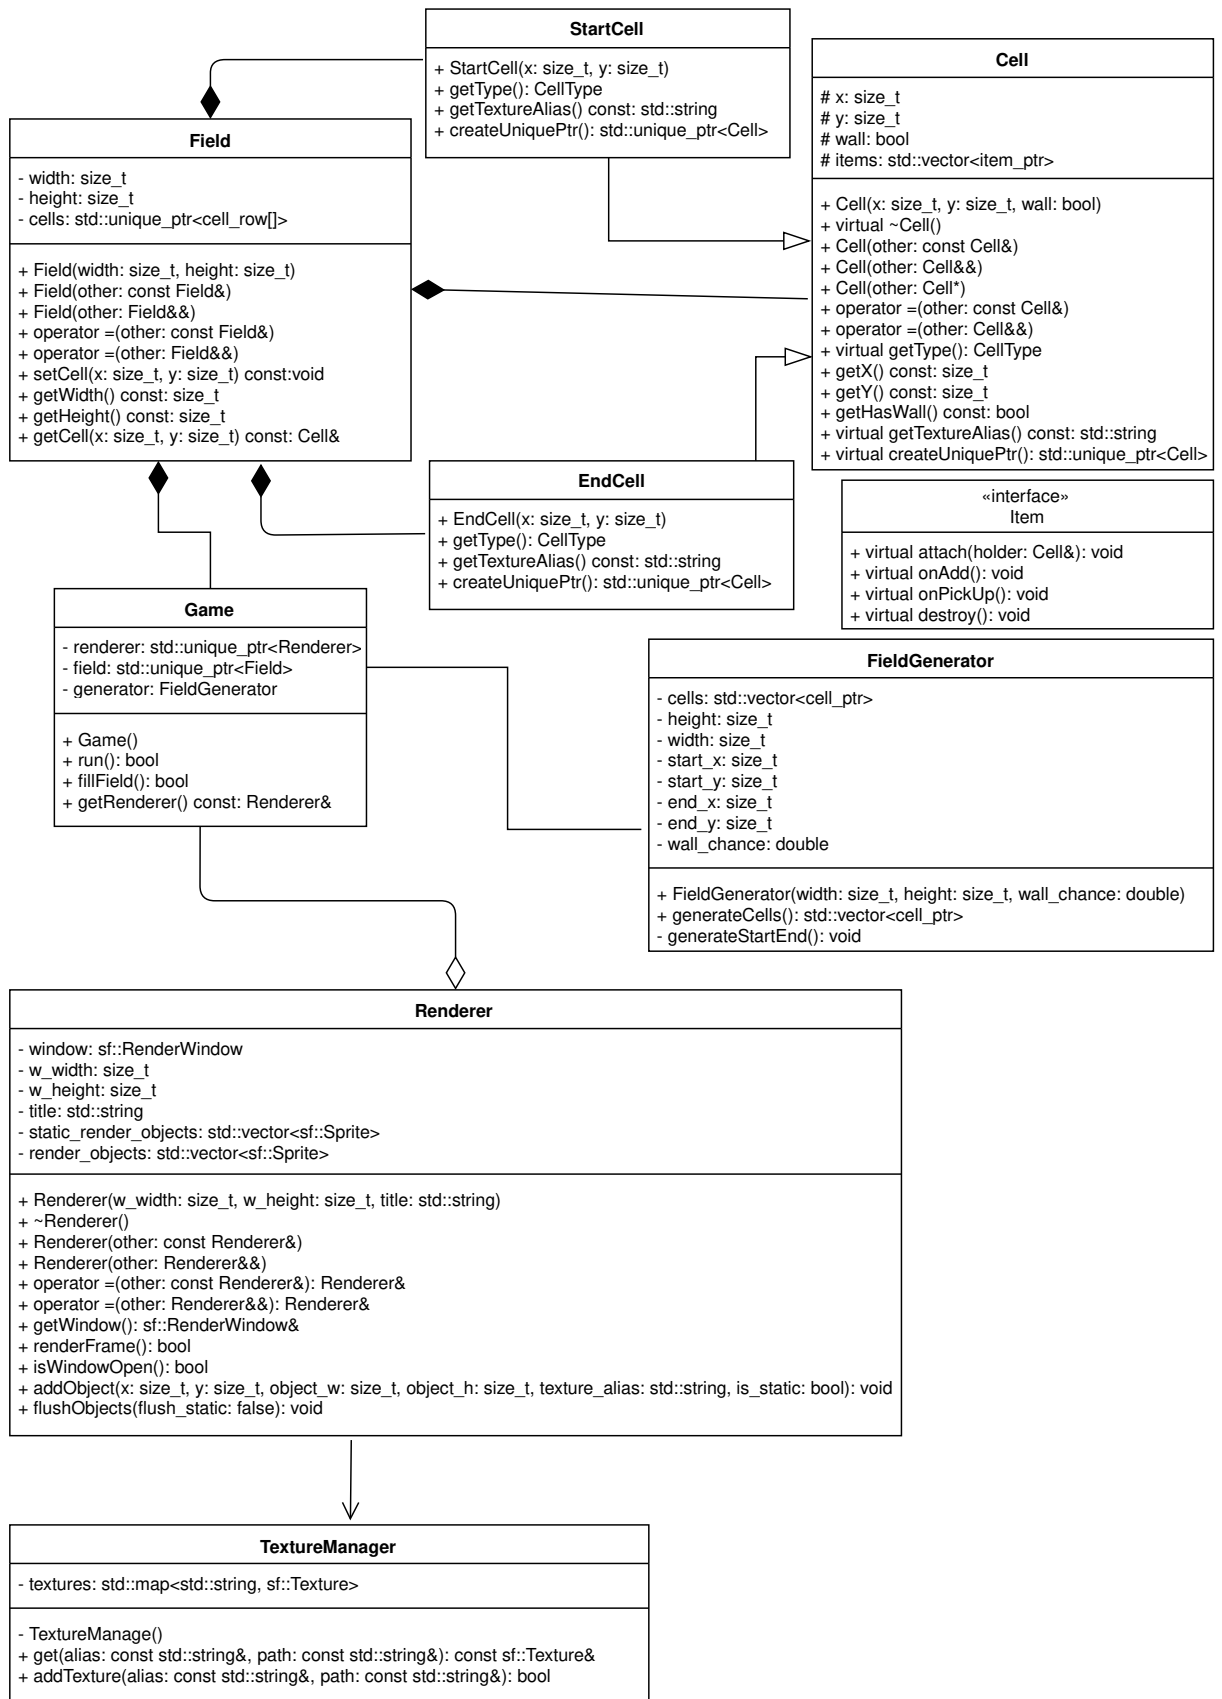 StartCell
+ StartCell(x: size_t, y: size_t)
+ getType(): CellType
+ getTextureAlias() const: std::string
+ createUniquePtr(): std::unique_ptr<Cell>
Cell
# x: size_t
# y: size_t
# wall: bool
# items: std::vector<item_ptr>
+ Cell(x: size_t, y: size_t, wall: bool)
+ virtual ~Cell()
+ Cell(other: const Cell&)
+ Cell(other: Cell&&)
+ Cell(other: Cell*)
+ operator =(other: const Cell&)
+ operator =(other: Cell&&)
+ virtual getType(): CellType
+ getX() const: size_t
+ getY() const: size_t
+ getHasWall() const: bool
+ virtual getTextureAlias() const: std::string
+ virtual createUniquePtr(): std::unique_ptr<Cell>
Field
- width: size_t
- height: size_t
- cells: std::unique_ptr<cell_row[]>
+ Field(width: size_t, height: size_t)
+ Field(other: const Field&)
+ Field(other: Field&&)
+ operator =(other: const Field&)
+ operator =(other: Field&&)
+ setCell(x: size_t, y: size_t) const:void
+ getWidth() const: size_t
+ getHeight() const: size_t
+ getCell(x: size_t, y: size_t) const: Cell&
EndCell
+ EndCell(x: size_t, y: size_t)
+ getType(): CellType
+ getTextureAlias() const: std::string
+ createUniquePtr(): std::unique_ptr<Cell>
«interface»
Item
+ virtual attach(holder: Cell&): void
+ virtual onAdd(): void
+ virtual onPickUp(): void
+ virtual destroy(): void
Game
- renderer: std::unique_ptr<Renderer>
- field: std::unique_ptr<Field>
- generator: FieldGenerator
+ Game()
+ run(): bool
+ fillField(): bool
+ getRenderer() const: Renderer&
FieldGenerator
- cells: std::vector<cell_ptr>
- height: size_t
- width: size_t
- start_x: size_t
- start_y: size_t
- end_x: size_t
- end_y: size_t
- wall_chance: double
+ FieldGenerator(width: size_t, height: size_t, wall_chance: double)
+ generateCells(): std::vector<cell_ptr>
- generateStartEnd(): void
Renderer
- window: sf::RenderWindow
- w_width: size_t
- w_height: size_t
- title: std::string
- static_render_objects: std::vector<sf::Sprite>
- render_objects: std::vector<sf::Sprite>
+ Renderer(w_width: size_t, w_height: size_t, title: std::string)
+ ~Renderer()
+ Renderer(other: const Renderer&)
+ Renderer(other: Renderer&&)
+ operator =(other: const Renderer&): Renderer&
+ operator =(other: Renderer&&): Renderer&
+ getWindow(): sf::RenderWindow&
+ renderFrame(): bool
+ isWindowOpen(): bool
+ addObject(x: size_t, y: size_t, object_w: size_t, object_h: size_t, texture_alias: std::string, is_static: bool): void
+ flushObjects(flush_static: false): void
TextureManager
- textures: std::map<std::string, sf::Texture>
- TextureManage()
+ get(alias: const std::string&, path: const std::string&): const sf::Texture&
+ addTexture(alias: const std::string&, path: const std::string&): bool